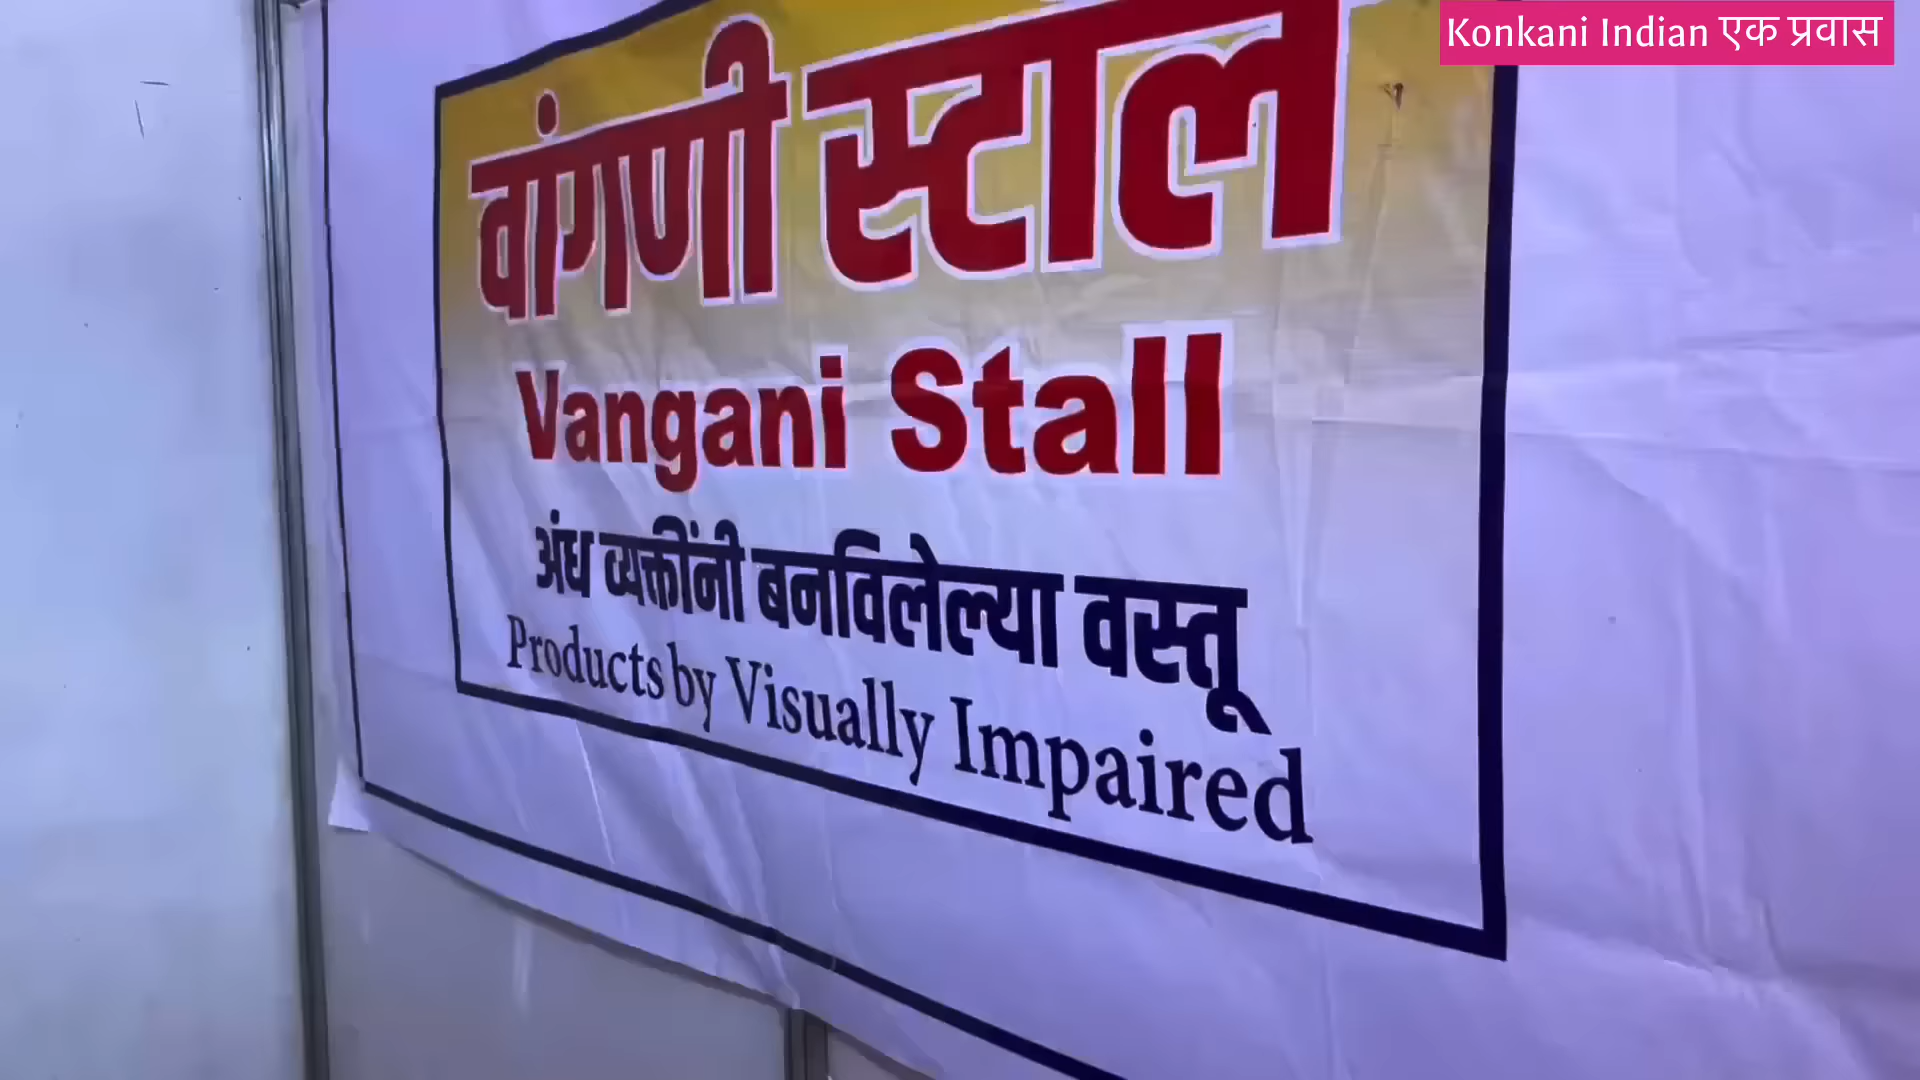 Konkani Indian एक प्रवास
वांगणी स्टाल
Vangani Stall
अंध व्यक्तींनी बनविलेल्या वस्तू
Products by Visually Impaired